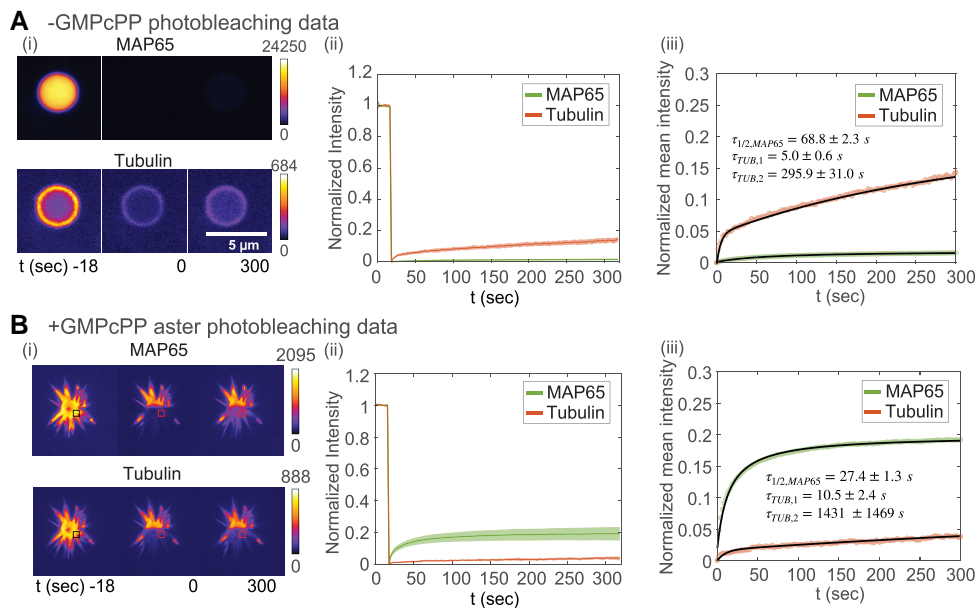 A -GMPcPP photobleaching data
(i)
MAP65
24250
0
Tubulin
684
0
5 µm
t (sec) -18 0 300
(ii)
1.2
1
0.8
0.6
0.4
0.2
0
Normalized Intensity
MAP65
Tubulin
0 50 100 150 200 250 300
t (sec)
(iii)
0.3
0.25
0.2
0.15
0.1
0.05
0
Normalized mean intensity
MAP65
Tubulin
τ1/2,MAP65 = 68.8 ± 2.3 s
τTUB,1 = 5.0 ± 0.6 s
τTUB,2 = 295.9 ± 31.0 s
0 50 100 150 200 250 300
t (sec)
B +GMPcPP aster photobleaching data
(i)
MAP65
2095
0
Tubulin
888
0
t (sec) -18 0 300
(ii)
1.2
1
0.8
0.6
0.4
0.2
0
Normalized Intensity
MAP65
Tubulin
0 50 100 150 200 250 300
t (sec)
(iii)
0.3
0.25
0.2
0.15
0.1
0.05
0
Normalized mean intensity
MAP65
Tubulin
τ1/2,MAP65 = 27.4 ± 1.3 s
τTUB,1 = 10.5 ± 2.4 s
τTUB,2 = 1431 ± 1469 s
0 50 100 150 200 250 300
t (sec)